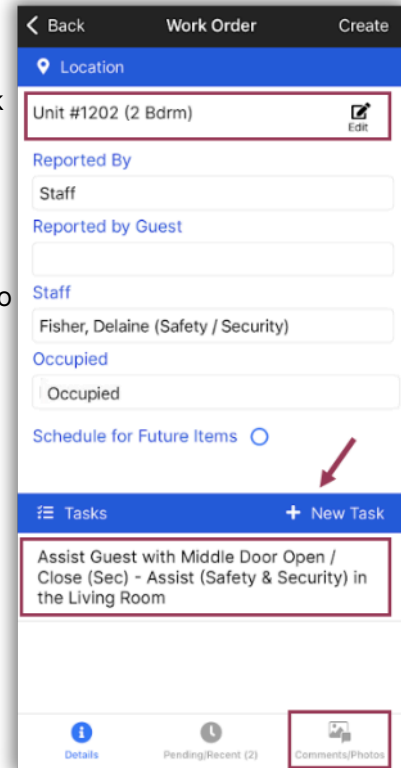 Back Work Order Create
Location
Unit #1202 (2 Bdrm)
Edit
Reported By
Staff
Reported by Guest
Staff
Fisher, Delaine (Safety / Security)
Occupied
Occupied
Schedule for Future Items
Tasks + New Task
Assist Guest with Middle Door Open /
Close (Sec) - Assist (Safety & Security) in
the Living Room
Details Pending/Recent (2) Comments/Photos